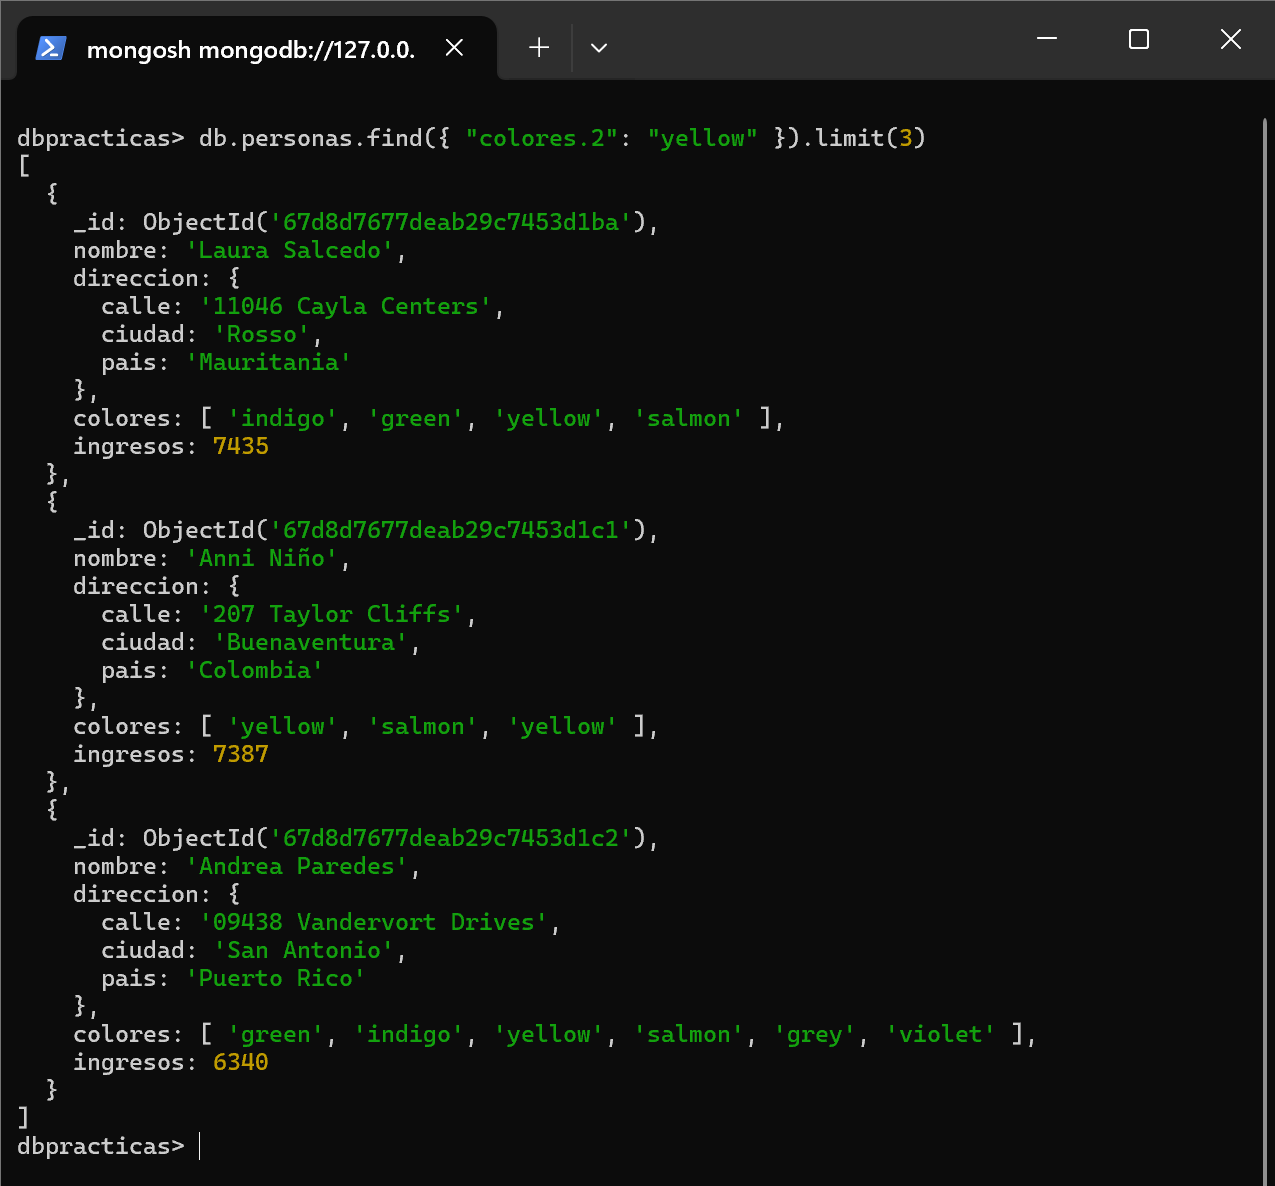 mongosh mongodb://127.0.0.
dbpracticas> db.personas.find({ "colores.2": "yellow" }).limit(3)
[
  {
    _id: ObjectId('67d8d7677deab29c7453d1ba'),
    nombre: 'Laura Salcedo',
    direccion: {
      calle: '11046 Cayla Centers',
      ciudad: 'Rosso',
      pais: 'Mauritania'
    },
    colores: [ 'indigo', 'green', 'yellow', 'salmon' ],
    ingresos: 7435
  },
  {
    _id: ObjectId('67d8d7677deab29c7453d1c1'),
    nombre: 'Anni Niño',
    direccion: {
      calle: '207 Taylor Cliffs',
      ciudad: 'Buenaventura',
      pais: 'Colombia'
    },
    colores: [ 'yellow', 'salmon', 'yellow' ],
    ingresos: 7387
  },
  {
    _id: ObjectId('67d8d7677deab29c7453d1c2'),
    nombre: 'Andrea Paredes',
    direccion: {
      calle: '09438 Vandervort Drives',
      ciudad: 'San Antonio',
      pais: 'Puerto Rico'
    },
    colores: [ 'green', 'indigo', 'yellow', 'salmon', 'grey', 'violet' ],
    ingresos: 6340
  }
]
dbpracticas>